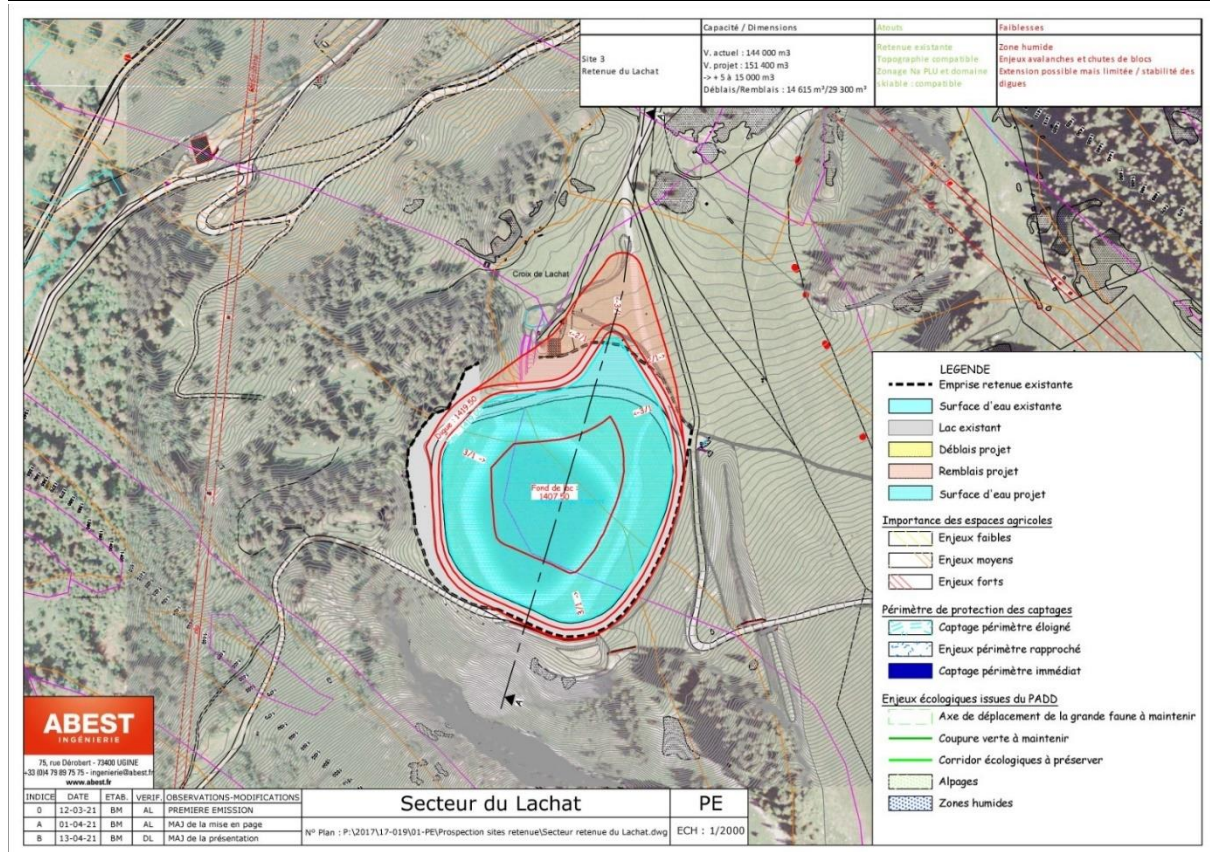 Capacité / Dimensions
Atouts
Faiblesses
Site 3
Retenue du Lachat
V. actuel : 144 000 m3
V. projet : 151 400 m3
-> + 5 à 15 000 m3
Déblais/Remblais : 14 615 m³/29 300 m³
Retenue existante
Topographie compatible
Zonage Na PLU et domaine
skiable : compatible
Zone humide
Enjeux avalanches et chutes de blocs
Extension possible mais limitée / stabilité des
digues
A
Croix de Lachat
Digue : 1419.50
3/1
3/1
Fond de lac :
1407.50
3/1
A
LEGENDE
Emprise retenue existante
Surface d'eau existante
Lac existant
Déblais projet
Remblais projet
Surface d'eau projet
Importance des espaces agricoles
Enjeux faibles
Enjeux moyens
Enjeux forts
Périmètre de protection des captages
Captage périmètre éloigné
Enjeux périmètre rapproché
Captage périmètre immédiat
Enjeux écologiques issues du PADD
Axe de déplacement de la grande faune à maintenir
Coupure verte à maintenir
Corridor écologiques à préserver
Alpages
Zones humides
ABEST
INGÉNIERIE
75, rue Dérobert - 73400 UGINE
+33 (0)4 79 89 75 75 - ingenierie@abest.fr
www.abest.fr
INDICE DATE ETAB. VERIF. OBSERVATIONS-MODIFICATIONS
0 12-03-21 BM AL PREMIERE EMISSION
A 01-04-21 BM AL MAJ de la mise en page
B 13-04-21 BM DL MAJ de la présentation
Secteur du Lachat
PE
N° Plan : P:\2017\17-019\01-PE\Prospection sites retenue\Secteur retenue du Lachat.dwg
ECH : 1/2000